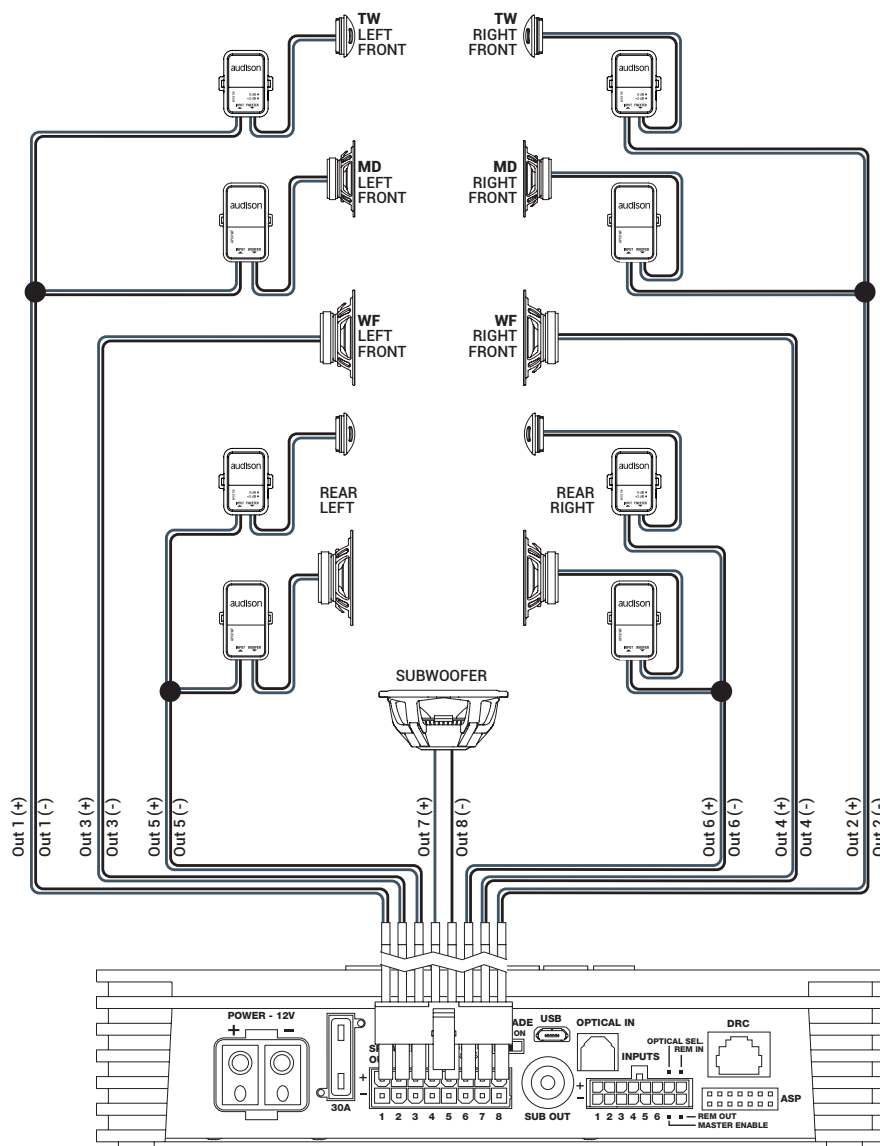 TW
LEFT
FRONT
TW
RIGHT
FRONT
audison
audison
MD
LEFT
FRONT
MD
RIGHT
FRONT
audison
audison
WF
LEFT
FRONT
WF
RIGHT
FRONT
audison
audison
REAR
LEFT
REAR
RIGHT
audison
audison
SUBWOOFER
Out 1 (+)
Out 1 (-)
Out 3 (+)
Out 3 (-)
Out 5 (+)
Out 5 (-)
Out 7 (+)
Out 8 (-)
Out 6 (+)
Out 6 (-)
Out 4 (+)
Out 4 (-)
Out 2 (+)
Out 2 (-)
POWER - 12V
+ -
30A
+
-
1 2 3 4 5 6 7 8
ON
USB
SUB OUT
OPTICAL IN
INPUTS
OPTICAL SEL.
REM IN
+
-
1 2 3 4 5 6
REM OUT
MASTER ENABLE
DRC
ASP